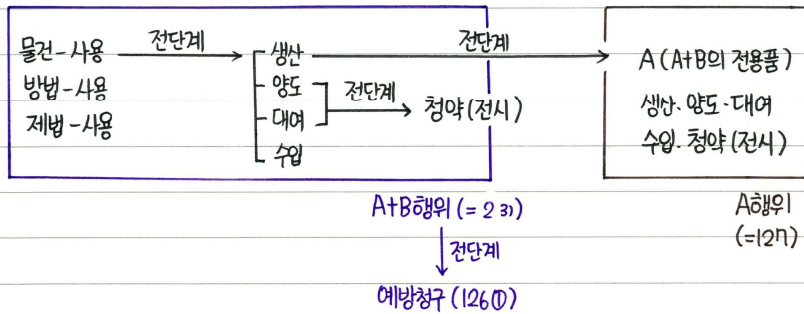 물건-사용 전단계 생산 전단계 A (A+B의 전용품)
방법-사용 양도 전단계 청약(전시) 생산·양도·대여
제법-사용 대여 수입·청약(전시)
수입
A+B행위 (= 2 3))
A행위
(=127)
전단계
예방청구 (126①)